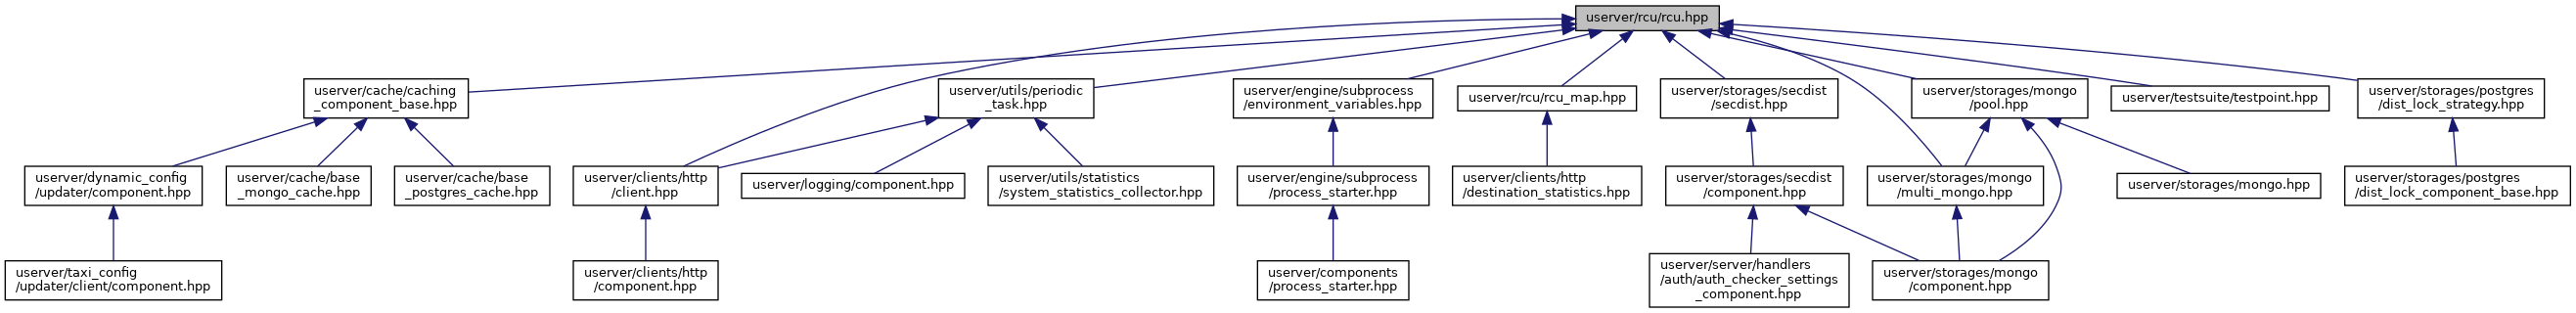 userver/rcu/rcu.hpp
userver/cache/caching
_component_base.hpp
userver/utils/periodic
_task.hpp
userver/engine/subprocess
/environment_variables.hpp
userver/rcu/rcu_map.hpp
userver/storages/secdist
/secdist.hpp
userver/storages/mongo
/pool.hpp
userver/testsuite/testpoint.hpp
userver/storages/postgres
/dist_lock_strategy.hpp
userver/dynamic_config
/updater/component.hpp
userver/cache/base
_mongo_cache.hpp
userver/cache/base
_postgres_cache.hpp
userver/clients/http
/client.hpp
userver/logging/component.hpp
userver/utils/statistics
/system_statistics_collector.hpp
userver/engine/subprocess
/process_starter.hpp
userver/clients/http
/destination_statistics.hpp
userver/storages/secdist
/component.hpp
userver/storages/mongo
/multi_mongo.hpp
userver/storages/mongo.hpp
userver/storages/postgres
/dist_lock_component_base.hpp
userver/taxi_config
/updater/client/component.hpp
userver/clients/http
/component.hpp
userver/components
/process_starter.hpp
userver/server/handlers
/auth/auth_checker_settings
_component.hpp
userver/storages/mongo
/component.hpp